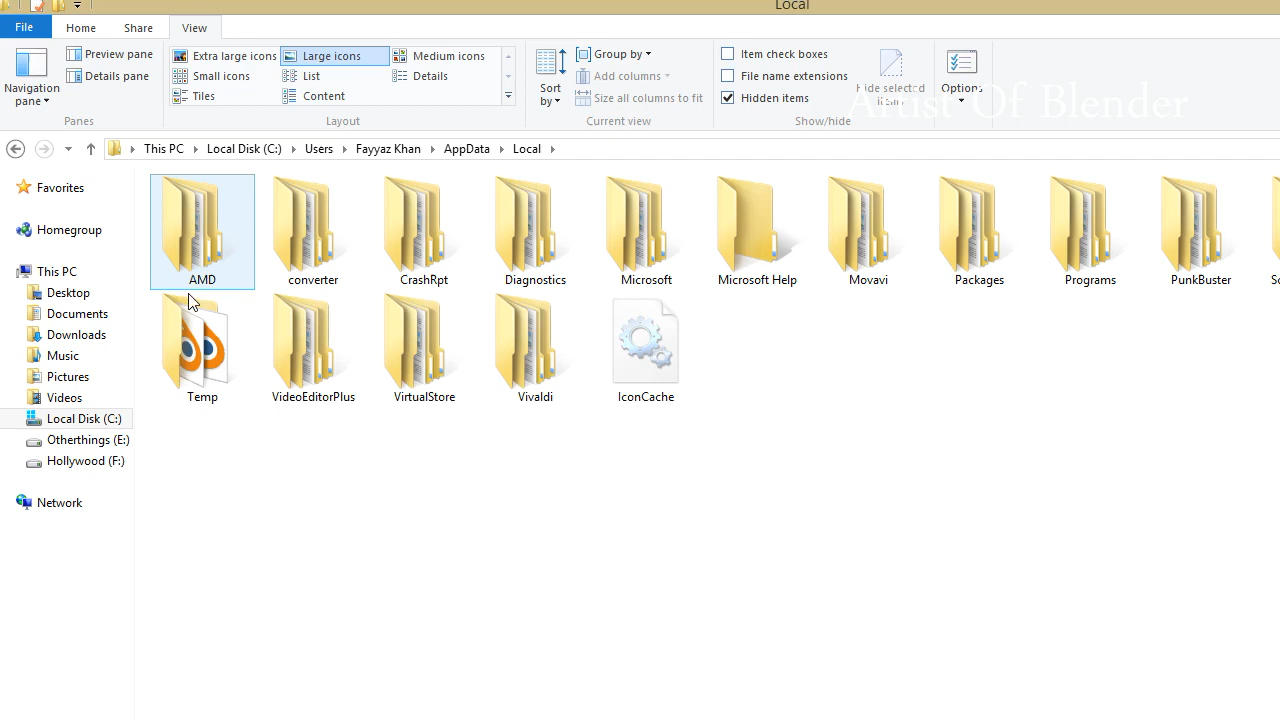 Local
File Home Share View
Navigation pane
Preview pane
Details pane
Panes
Extra large icons Large icons Medium icons
Small icons List Details
Tiles Content
Layout
Sort by
Group by
Add columns
Size all columns to fit
Current view
Item check boxes
File name extensions
Hidden items
Hide selected
items
Options
Show/hide
Artist Of Blender
This PC Local Disk (C:) Users Fayyaz Khan AppData Local
Favorites
Homegroup
This PC
Desktop
Documents
Downloads
Music
Pictures
Videos
Local Disk (C:)
Otherthings (E:)
Hollywood (F:)
Network
AMD converter CrashRpt Diagnostics Microsoft Microsoft Help Movavi Packages Programs PunkBuster
Temp VideoEditorPlus VirtualStore Vivaldi IconCache